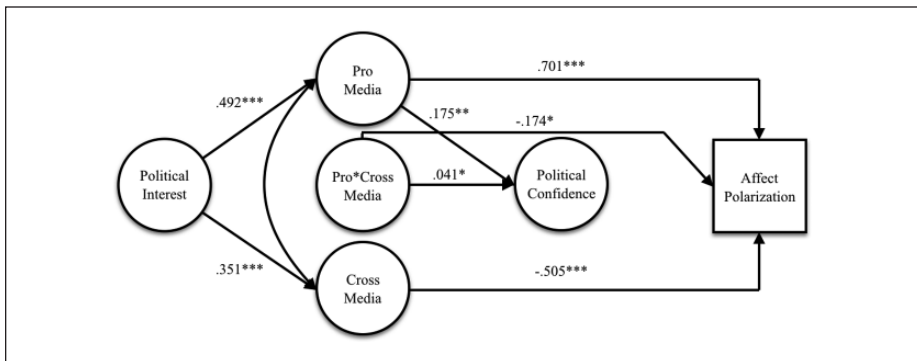 Pro
Media
.701***
.492***
.175**
-.174*
Political
Interest
Pro*Cross
Media
.041*
Political
Confidence
Affect
Polarization
.351***
Cross
Media
-.505***